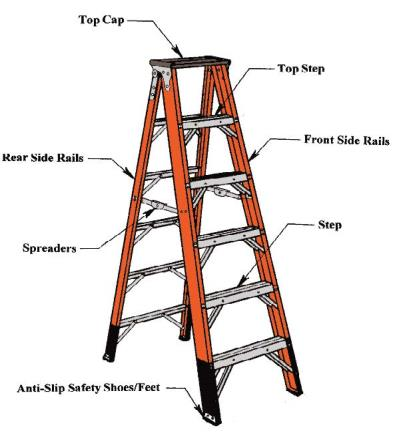 Top Cap
Top Step
Front Side Rails
Rear Side Rails
Step
Spreaders
Anti-Slip Safety Shoes/Feet